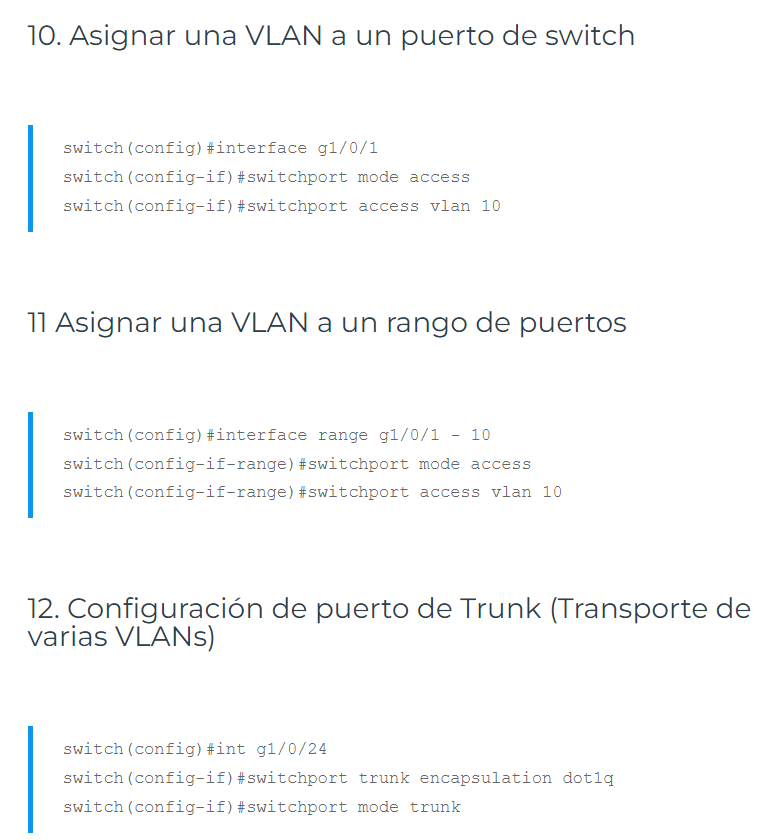 10. Asignar una VLAN a un puerto de switch
switch(config)#interface g1/0/1
switch(config-if)#switchport mode access
switch(config-if)#switchport access vlan 10
11 Asignar una VLAN a un rango de puertos
switch(config)#interface range g1/0/1 - 10
switch(config-if-range)#switchport mode access
switch(config-if-range)#switchport access vlan 10
12. Configuración de puerto de Trunk (Transporte de
varias VLANs)
switch(config)#int g1/0/24
switch(config-if)#switchport trunk encapsulation dot1q
switch(config-if)#switchport mode trunk